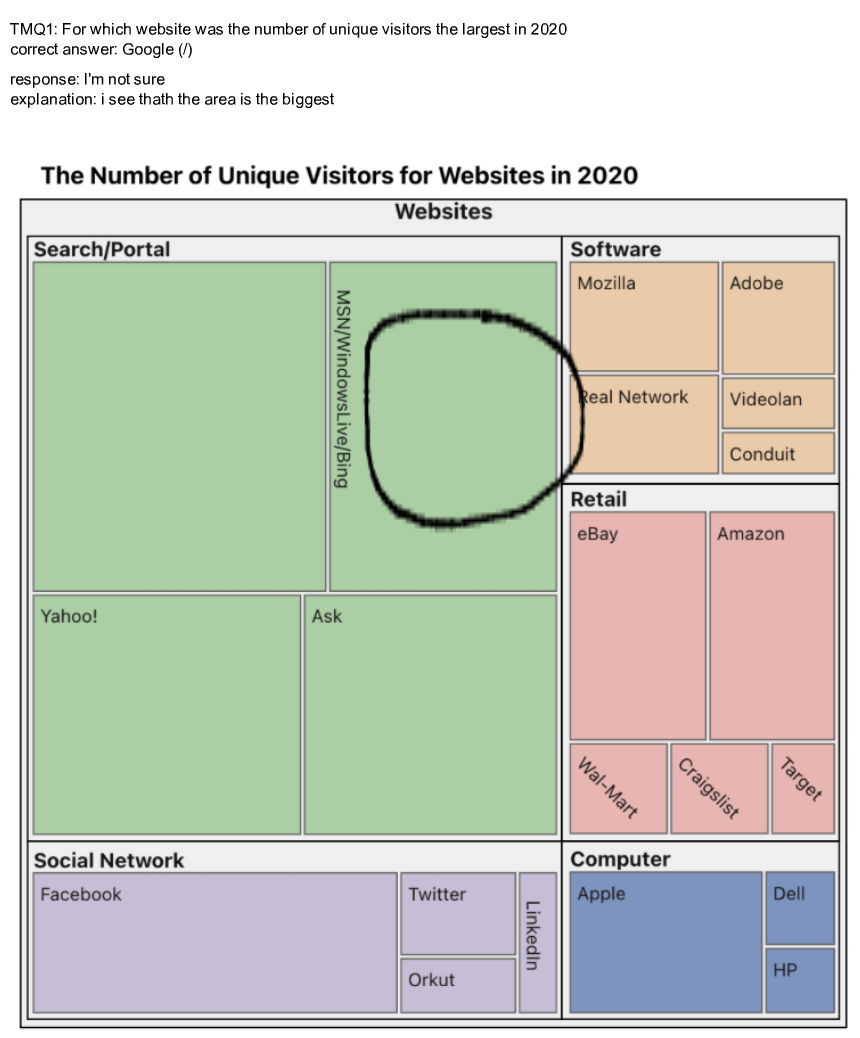 TMQ1: For which website was the number of unique visitors the largest in 2020
correct answer: Google (/)
response: I'm not sure
explanation: i see thath the area is the biggest
The Number of Unique Visitors for Websites in 2020
Websites
Search/Portal
MSN/WindowsLive/Bing
Yahoo!
Ask
Software
Mozilla
Adobe
Real Network
Videolan
Conduit
Retail
eBay
Amazon
Wal-Mart
Craigslist
Target
Social Network
Facebook
Twitter
Orkut
LinkedIn
Computer
Apple
Dell
HP